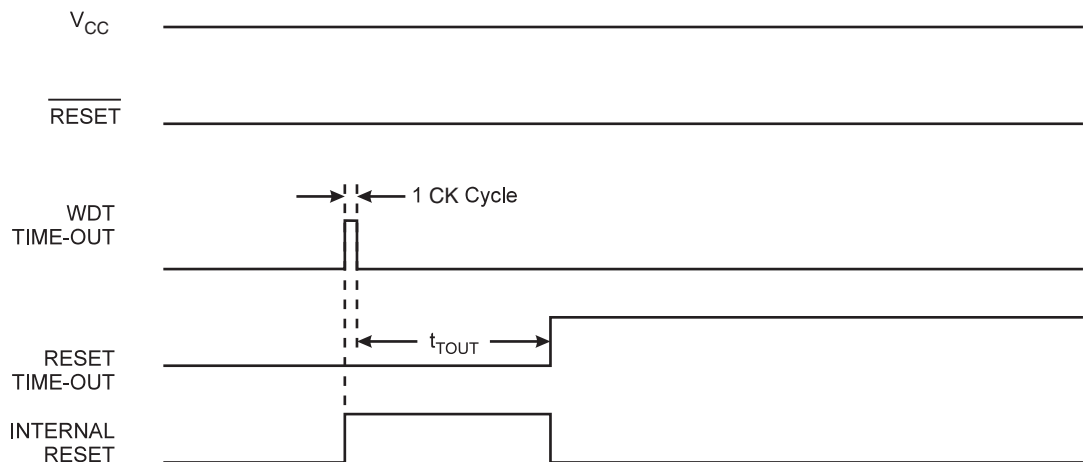 VCC
RESET
1 CK Cycle
WDT
TIME-OUT
tTOUT
RESET
TIME-OUT
INTERNAL
RESET